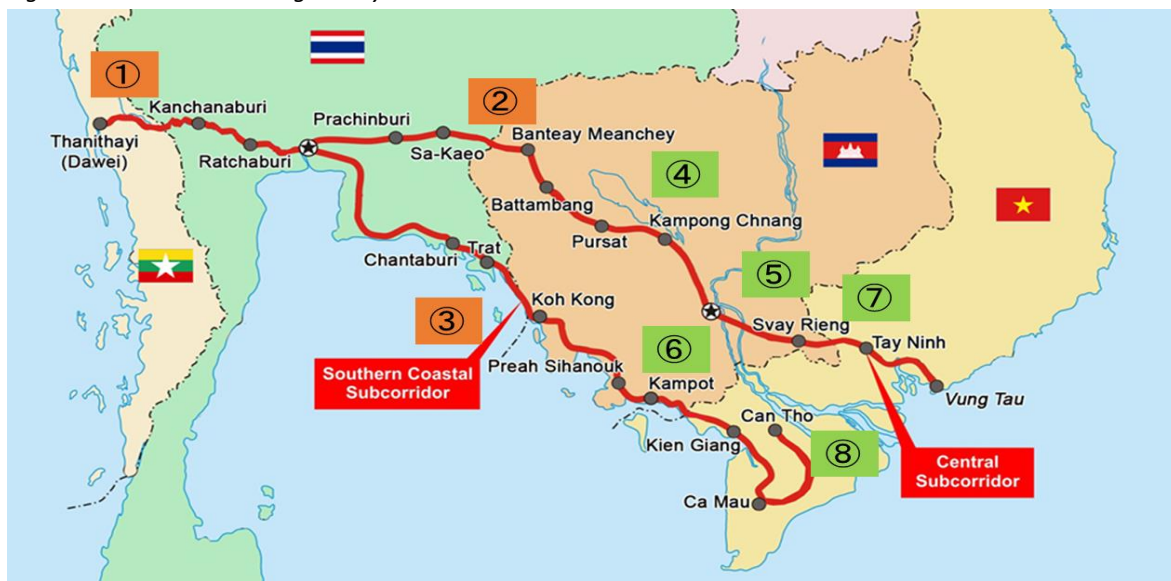 ①
Kanchanaburi
Thanithayi
(Dawei)
Ratchaburi
Prachinburi
Sa-Kaeo
②
Banteay Meanchey
Battambang
Pursat
④
Kampong Chnang
Chantaburi
Trat
③
Koh Kong
Southern Coastal
Subcorridor
Preah Sihanouk
⑥
Kampot
⑤
Svay Rieng
⑦
Tay Ninh
Vung Tau
Can Tho
Kien Giang
⑧
Ca Mau
Central
Subcorridor